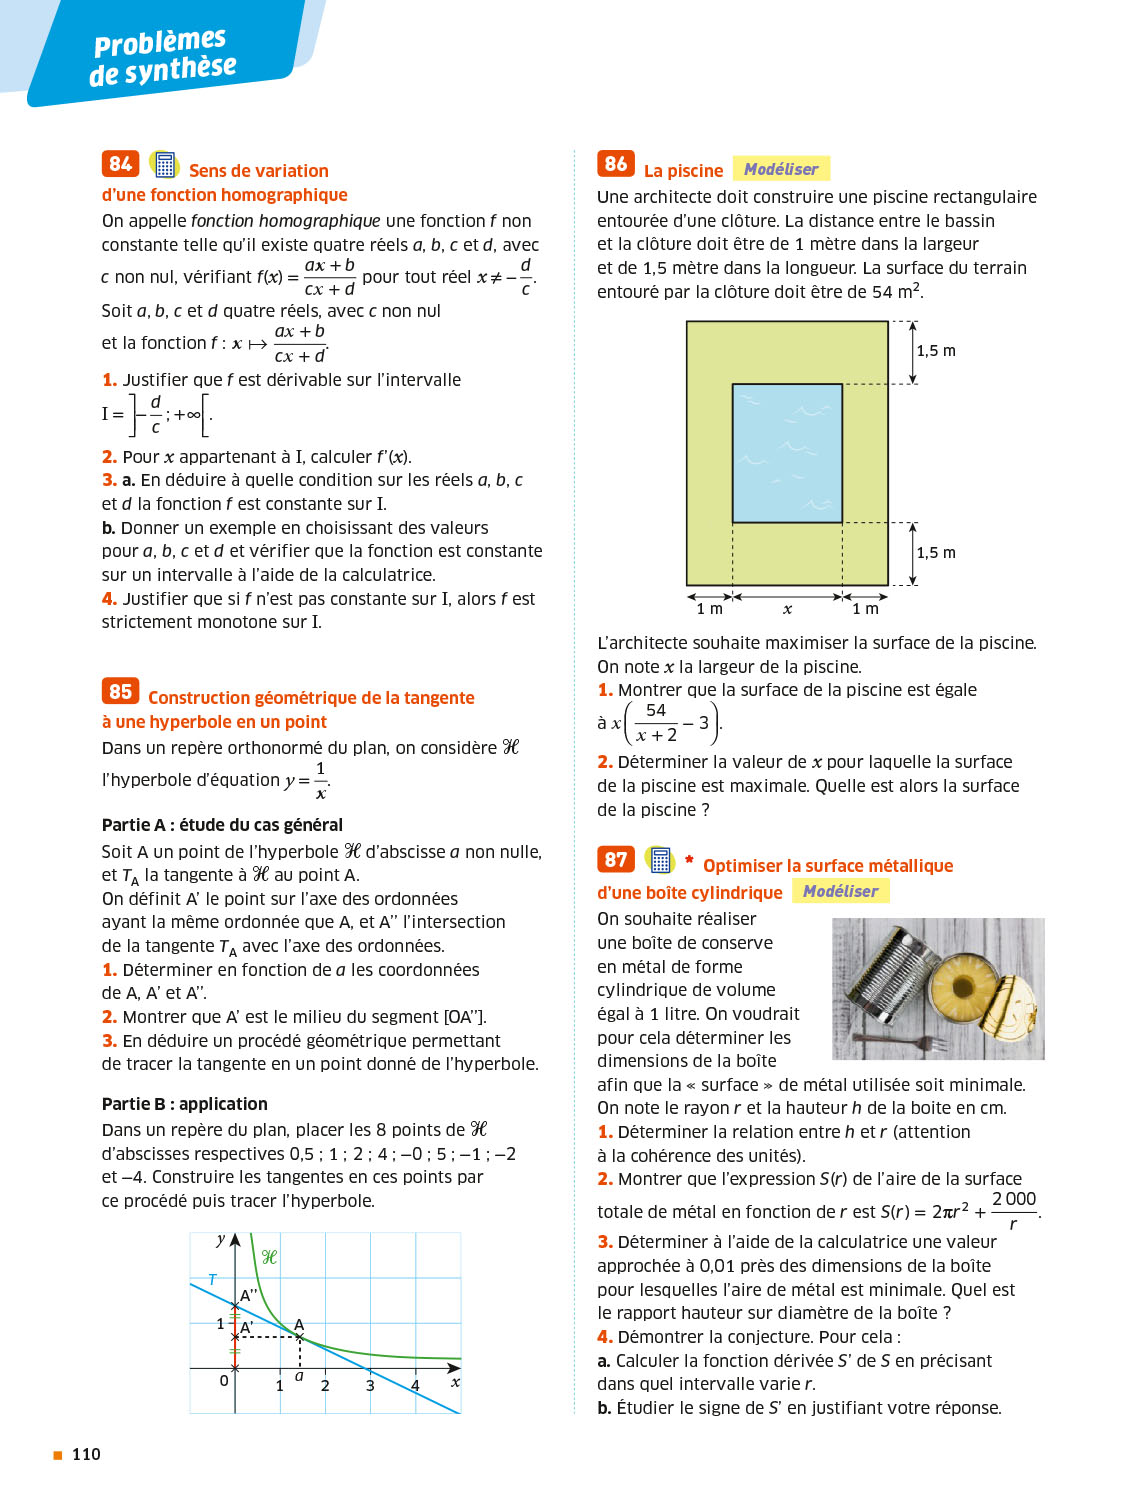 Problèmes
de synthèse
84 Sens de variation
d'une fonction homographique
On appelle fonction homographique une fonction f non
constante telle qu'il existe quatre réels a, b, c et d, avec
c non nul, vérifiant f(x) = (ax + b)/(cx + d) pour tout réel x ≠ – d/c.
Soit a, b, c et d quatre réels, avec c non nul
et la fonction f : x ↦ (ax + b)/(cx + d).
1. Justifier que f est dérivable sur l'intervalle
I = ]– d/c ; +∞[.
2. Pour x appartenant à I, calculer f'(x).
3. a. En déduire à quelle condition sur les réels a, b, c
et d la fonction f est constante sur I.
b. Donner un exemple en choisissant des valeurs
pour a, b, c et d et vérifier que la fonction est constante
sur un intervalle à l'aide de la calculatrice.
4. Justifier que si f n'est pas constante sur I, alors f est
strictement monotone sur I.
85 Construction géométrique de la tangente
à une hyperbole en un point
Dans un repère orthonormé du plan, on considère ℋ
l'hyperbole d'équation y = 1/x.
Partie A : étude du cas général
Soit A un point de l'hyperbole ℋ d'abscisse a non nulle,
et T_A la tangente à ℋ au point A.
On définit A' le point sur l'axe des ordonnées
ayant la même ordonnée que A, et A'' l'intersection
de la tangente T_A avec l'axe des ordonnées.
1. Déterminer en fonction de a les coordonnées
de A, A' et A''.
2. Montrer que A' est le milieu du segment [OA''].
3. En déduire un procédé géométrique permettant
de tracer la tangente en un point donné de l'hyperbole.
Partie B : application
Dans un repère du plan, placer les 8 points de ℋ
d'abscisses respectives 0,5 ; 1 ; 2 ; 4 ; –0 ; 5 ; –1 ; –2
et –4. Construire les tangentes en ces points par
ce procédé puis tracer l'hyperbole.
y
ℋ
T
A''
1
A'
A
0
1
a
2
3
4
x
110
86 La piscine Modéliser
Une architecte doit construire une piscine rectangulaire
entourée d'une clôture. La distance entre le bassin
et la clôture doit être de 1 mètre dans la largeur
et de 1,5 mètre dans la longueur. La surface du terrain
entouré par la clôture doit être de 54 m².
1,5 m
1,5 m
1 m x 1 m
L'architecte souhaite maximiser la surface de la piscine.
On note x la largeur de la piscine.
1. Montrer que la surface de la piscine est égale
à x(54/(x + 2) – 3).
2. Déterminer la valeur de x pour laquelle la surface
de la piscine est maximale. Quelle est alors la surface
de la piscine ?
87 * Optimiser la surface métallique
d'une boîte cylindrique Modéliser
On souhaite réaliser
une boîte de conserve
en métal de forme
cylindrique de volume
égal à 1 litre. On voudrait
pour cela déterminer les
dimensions de la boîte
afin que la « surface » de métal utilisée soit minimale.
On note le rayon r et la hauteur h de la boite en cm.
1. Déterminer la relation entre h et r (attention
à la cohérence des unités).
2. Montrer que l'expression S(r) de l'aire de la surface
totale de métal en fonction de r est S(r) = 2πr² + 2 000/r.
3. Déterminer à l'aide de la calculatrice une valeur
approchée à 0,01 près des dimensions de la boîte
pour lesquelles l'aire de métal est minimale. Quel est
le rapport hauteur sur diamètre de la boîte ?
4. Démontrer la conjecture. Pour cela :
a. Calculer la fonction dérivée S' de S en précisant
dans quel intervalle varie r.
b. Étudier le signe de S' en justifiant votre réponse.